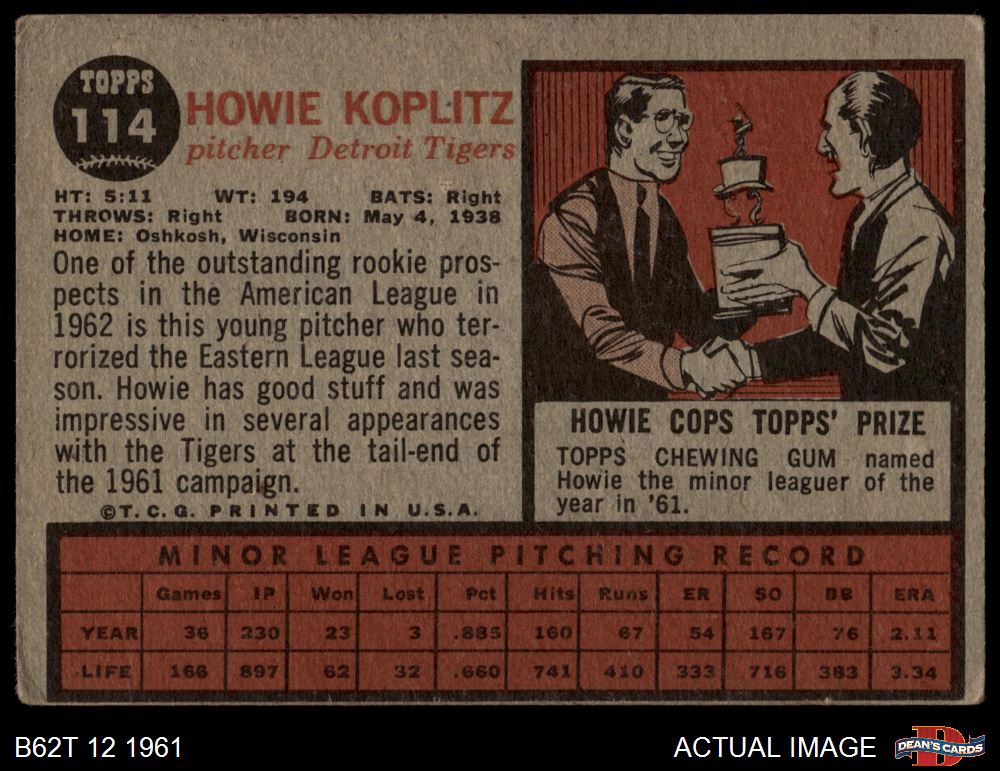 TOPPS
114
HOWIE KOPLITZ
pitcher Detroit Tigers
HT: 5:11 WT: 194 BATS: Right
THROWS: Right BORN: May 4, 1938
HOME: Oshkosh, Wisconsin
One of the outstanding rookie pros-
pects in the American League in
1962 is this young pitcher who ter-
rorized the Eastern League last sea-
son. Howie has good stuff and was
impressive in several appearances
with the Tigers at the tail-end of
the 1961 campaign.
©T.C.G. PRINTED IN U.S.A.
HOWIE COPS TOPPS' PRIZE
TOPPS CHEWING GUM named
Howie the minor leaguer of the
year in '61.
MINOR LEAGUE PITCHING RECORD
Games IP Won Lost Pct Hits Runs ER SO BB ERA
YEAR 36 230 23 3 .885 160 67 54 167 76 2.11
LIFE 166 897 62 32 .660 741 410 333 716 383 3.34
B62T 12 1961
ACTUAL IMAGE
D
DEAN'S CARDS